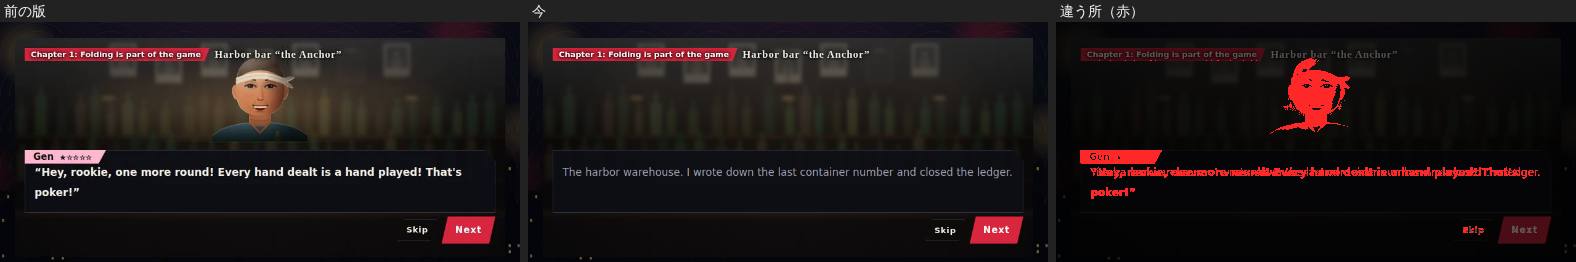 前の版
Chapter 1: Folding is part of the game Harbor bar “the Anchor”
Gen ★☆☆☆☆
“Hey, rookie, one more round! Every hand dealt is a hand played! That's
poker!”
Skip Next
今
Chapter 1: Folding is part of the game Harbor bar “the Anchor”
The harbor warehouse. I wrote down the last container number and closed the ledger.
Skip Next
違う所（赤）
Chapter 1: Folding is part of the game Harbor bar “the Anchor”
Gen
poker!”
Skip Next